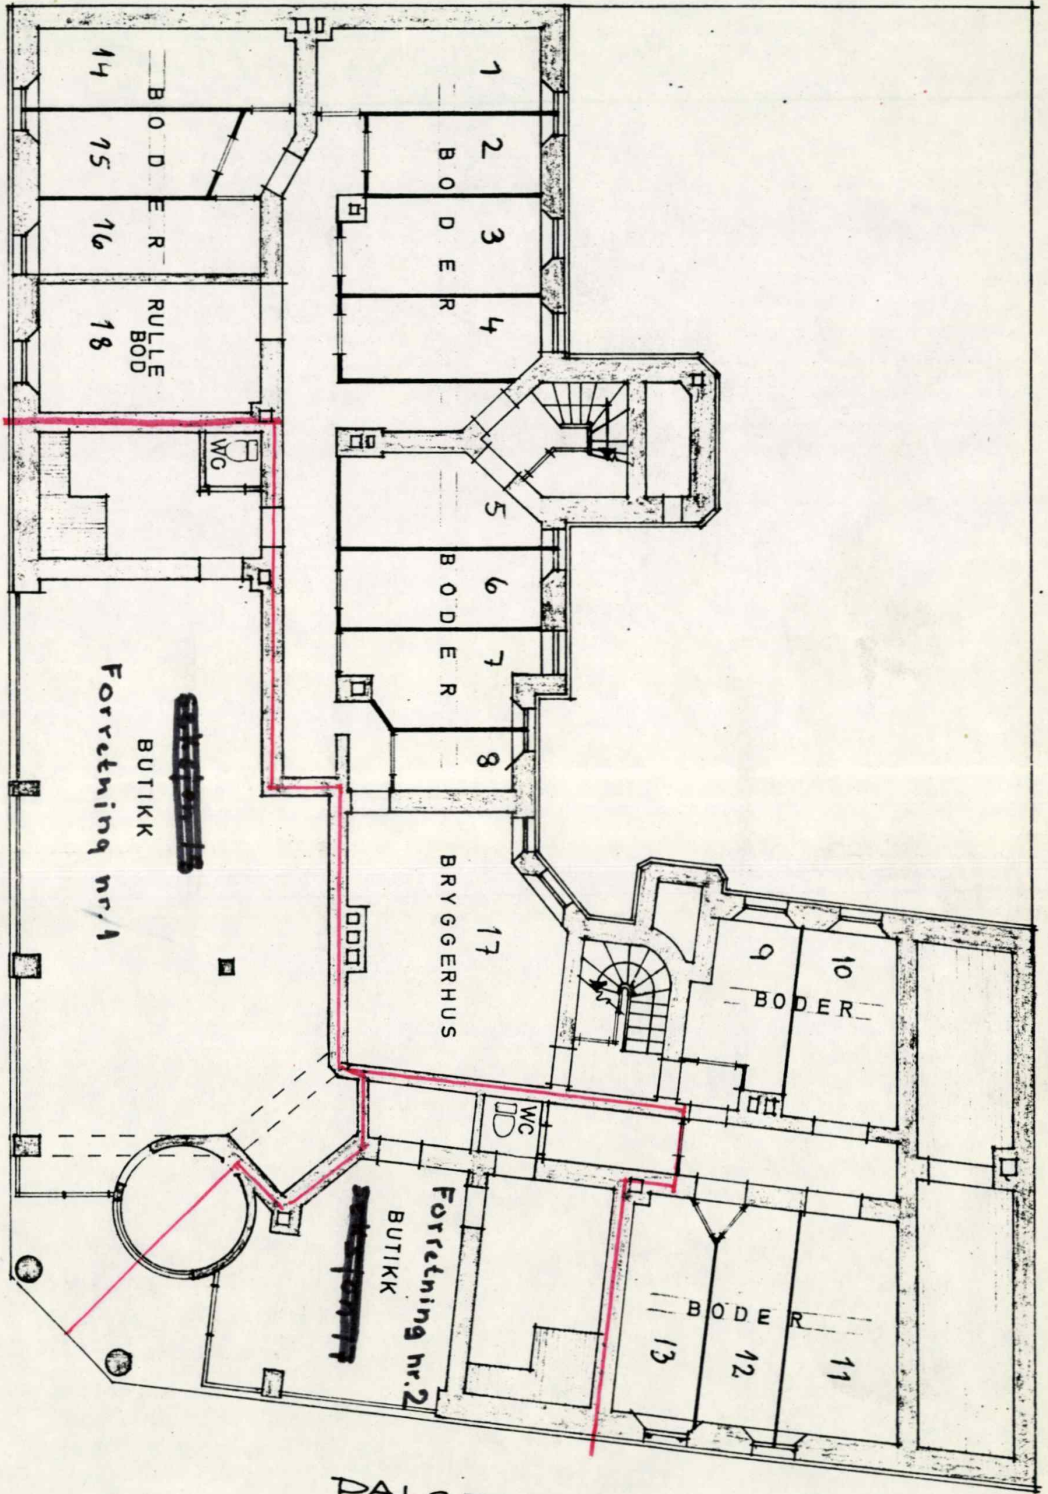 14
BODER
15
16
RULLE
BOD
18
1
2
BODER
3
4
WC
5
BODER
6
7
8
BUTIKK
Forretning nr. 1
17
BRYGGERHUS
9
10
BODER
WC
Forretning nr. 2
BUTIKK
BODER
13
12
11